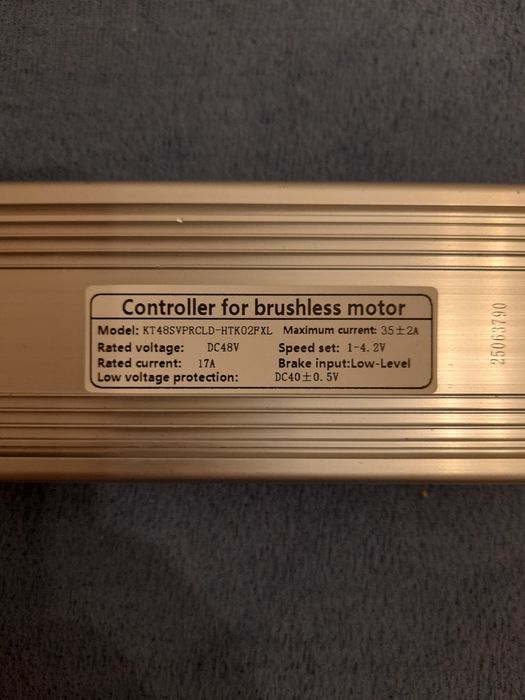 Controller for brushless motor
Model: KT48SVPRCLD-HTK02FXL Maximum current: 35±2A
Rated voltage: DC48V Speed set: 1-4.2V
Rated current: 17A Brake input:Low-Level
Low voltage protection: DC40±0.5V
25063790